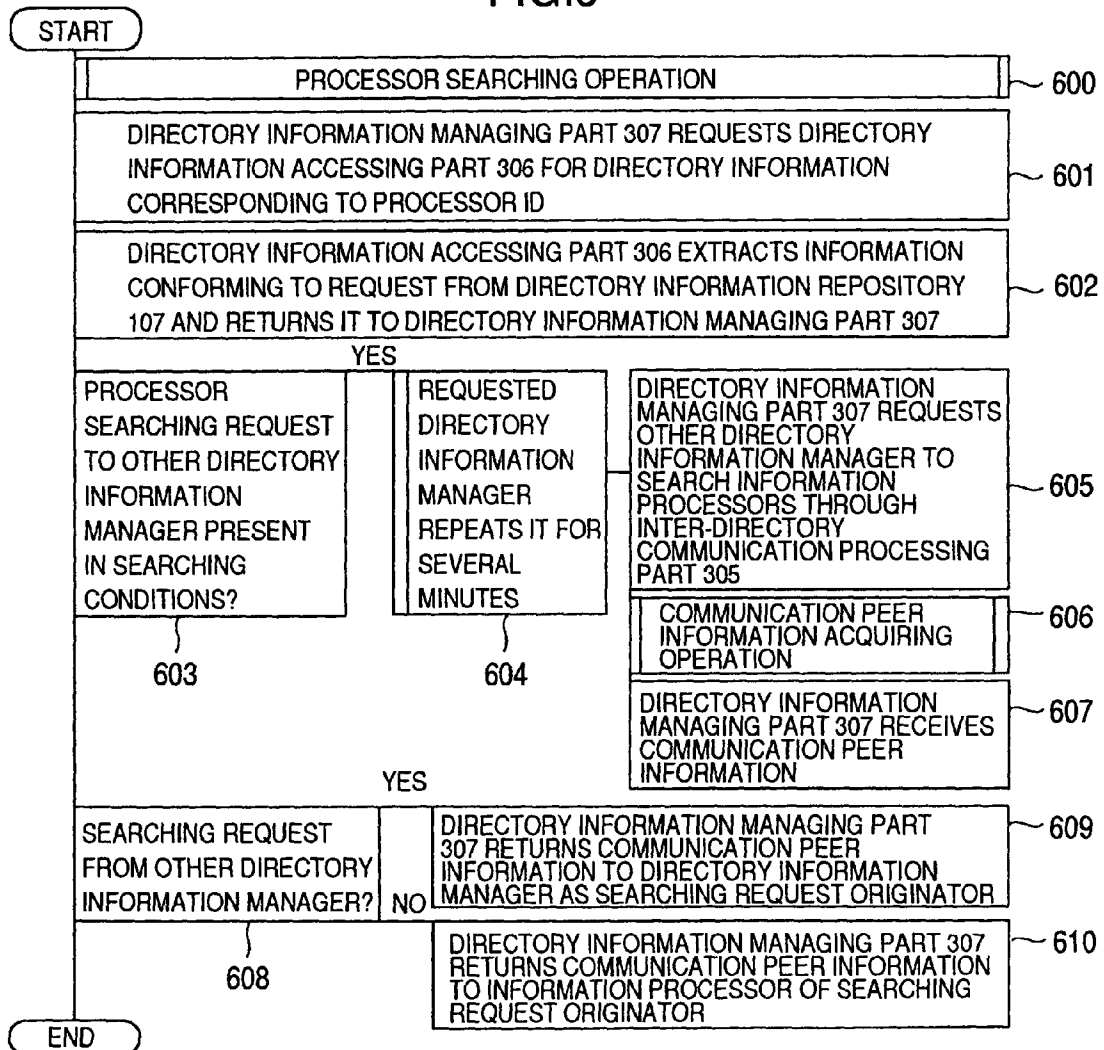 START
PROCESSOR SEARCHING OPERATION
600
DIRECTORY INFORMATION MANAGING PART 307 REQUESTS DIRECTORY
INFORMATION ACCESSING PART 306 FOR DIRECTORY INFORMATION
CORRESPONDING TO PROCESSOR ID
601
DIRECTORY INFORMATION ACCESSING PART 306 EXTRACTS INFORMATION
CONFORMING TO REQUEST FROM DIRECTORY INFORMATION REPOSITORY
107 AND RETURNS IT TO DIRECTORY INFORMATION MANAGING PART 307
602
YES
PROCESSOR
SEARCHING REQUEST
TO OTHER DIRECTORY
INFORMATION
MANAGER PRESENT
IN SEARCHING
CONDITIONS?
603
REQUESTED
DIRECTORY
INFORMATION
MANAGER
REPEATS IT FOR
SEVERAL
MINUTES
604
DIRECTORY INFORMATION
MANAGING PART 307 REQUESTS
OTHER DIRECTORY
INFORMATION MANAGER TO
SEARCH INFORMATION
PROCESSORS THROUGH
INTER-DIRECTORY
COMMUNICATION PROCESSING
PART 305
605
COMMUNICATION PEER
INFORMATION ACQUIRING
OPERATION
606
DIRECTORY INFORMATION
MANAGING PART 307 RECEIVES
COMMUNICATION PEER
INFORMATION
607
YES
SEARCHING REQUEST
FROM OTHER DIRECTORY
INFORMATION MANAGER?
608
NO
DIRECTORY INFORMATION MANAGING PART
307 RETURNS COMMUNICATION PEER
INFORMATION TO DIRECTORY INFORMATION
MANAGER AS SEARCHING REQUEST ORIGINATOR
609
DIRECTORY INFORMATION MANAGING PART 307
RETURNS COMMUNICATION PEER INFORMATION
TO INFORMATION PROCESSOR OF SEARCHING
REQUEST ORIGINATOR
610
END